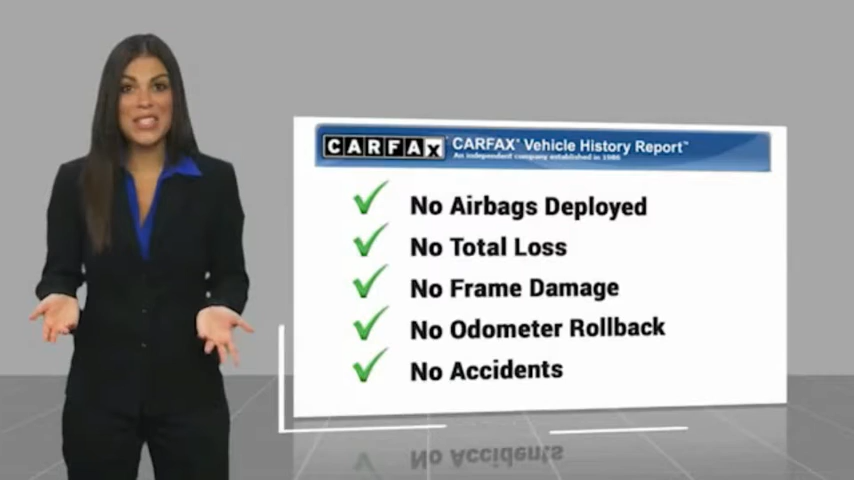 CARFAX CARFAX® Vehicle History Report™
An independent company established in 1986
No Airbags Deployed
No Total Loss
No Frame Damage
No Odometer Rollback
No Accidents
No Accidents